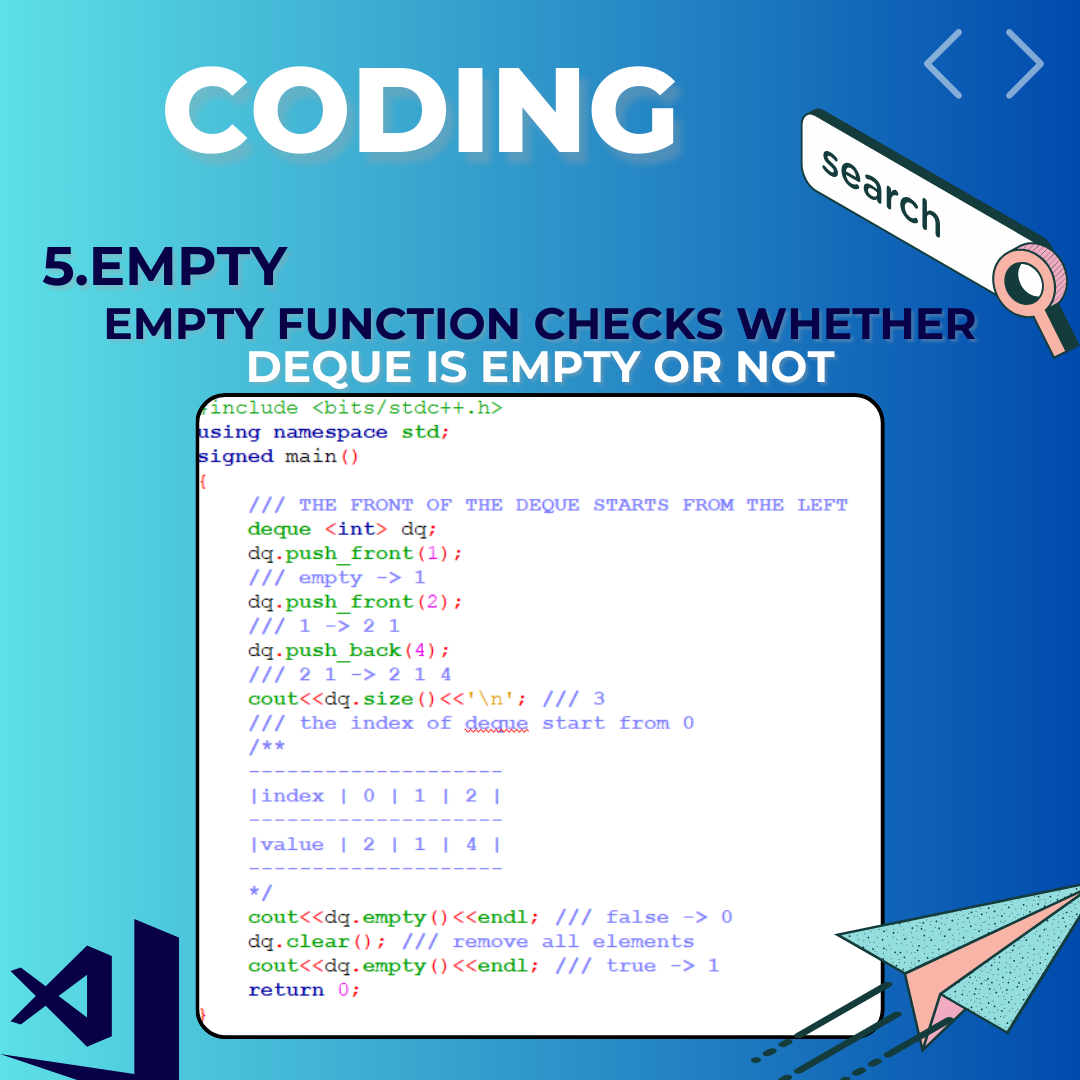 CODING
< >
search
5.EMPTY
EMPTY FUNCTION CHECKS WHETHER
DEQUE IS EMPTY OR NOT
#include <bits/stdc++.h>
using namespace std;
signed main()
{
    /// THE FRONT OF THE DEQUE STARTS FROM THE LEFT
    deque <int> dq;
    dq.push_front(1);
    /// empty -> 1
    dq.push_front(2);
    /// 1 -> 2 1
    dq.push_back(4);
    /// 2 1 -> 2 1 4
    cout<<dq.size()<<'\n'; /// 3
    /// the index of deque start from 0
    /**
    --------------------
    |index | 0 | 1 | 2 |
    --------------------
    |value | 2 | 1 | 4 |
    --------------------
    */
    cout<<dq.empty()<<endl; /// false -> 0
    dq.clear(); /// remove all elements
    cout<<dq.empty()<<endl; /// true -> 1
    return 0;
}